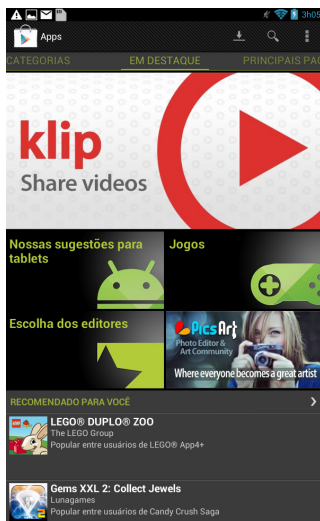 3h05
Apps
CATEGORIAS
EM DESTAQUE
PRINCIPAIS PAG
klip
Share videos
Nossas sugestões para
tablets
Jogos
Escolha dos editores
PicsArt
Photo Editor &
Art Community
Where everyone becomes a great artist
RECOMENDADO PARA VOCÊ
LEGO® DUPLO® ZOO
The LEGO Group
Popular entre usuários de LEGO® App4+
Gems XXL 2: Collect Jewels
Lunagames
Popular entre usuários de Candy Crush Saga